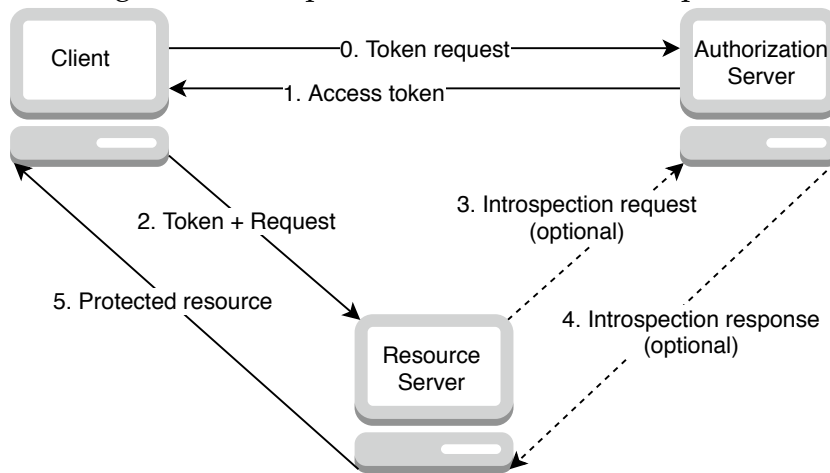 Client
0. Token request
Authorization
Server
1. Access token
2. Token + Request
3. Introspection request
(optional)
5. Protected resource
4. Introspection response
(optional)
Resource
Server